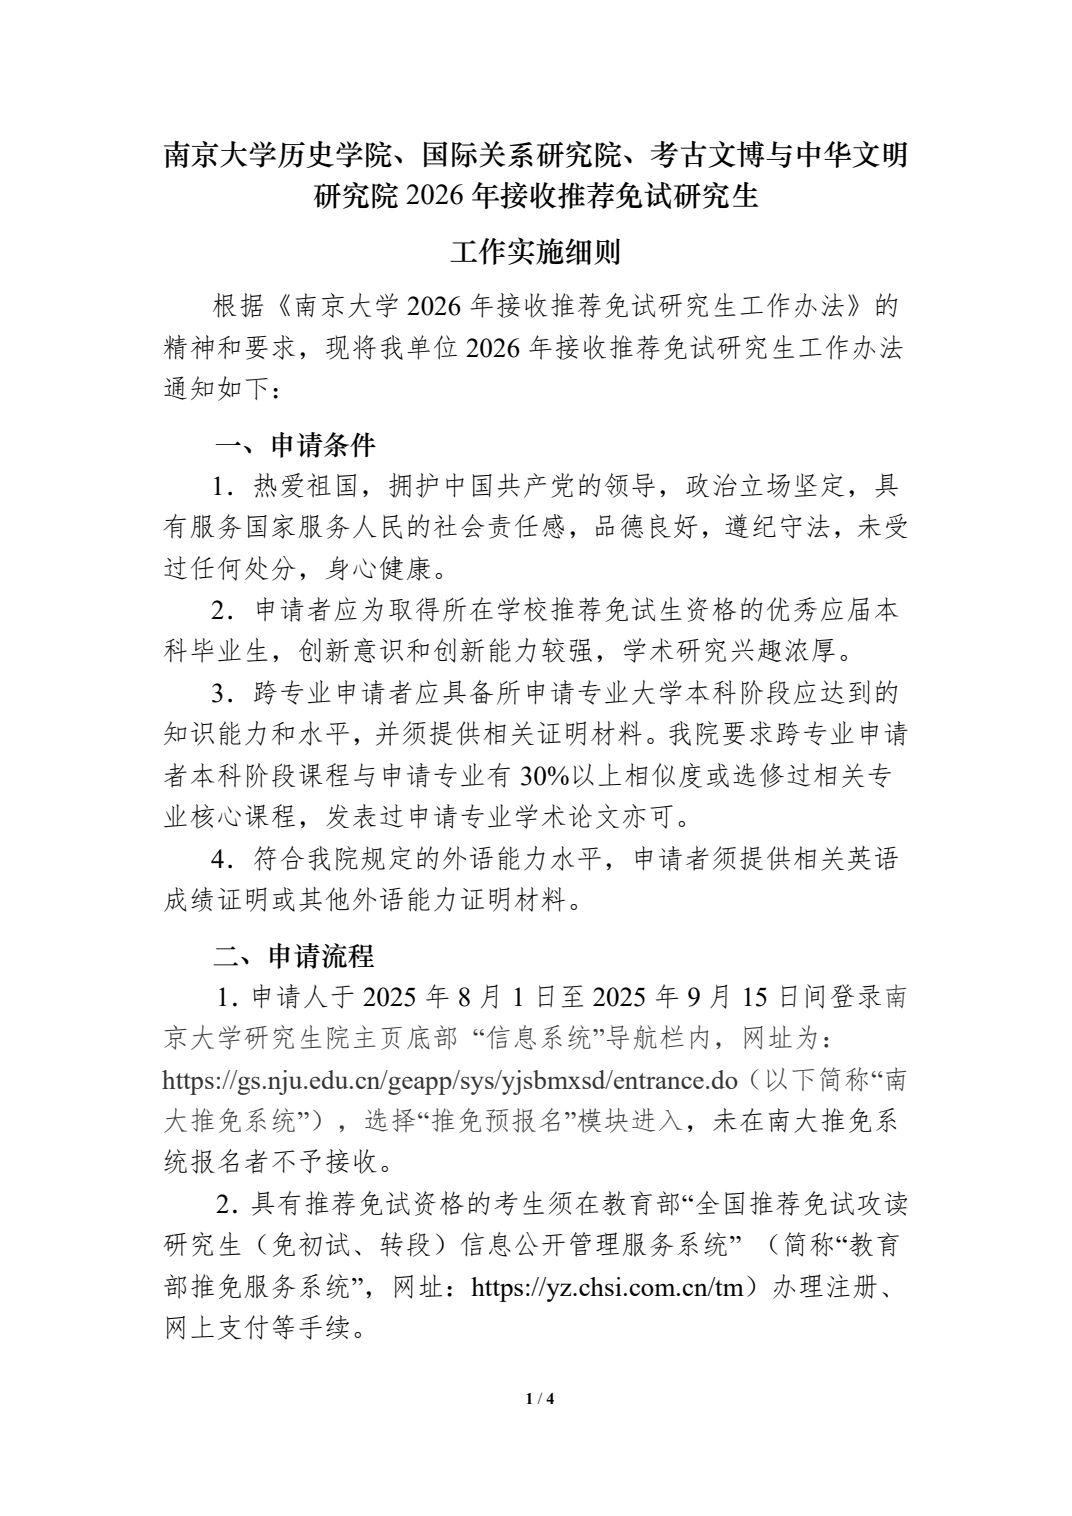 南京大学历史学院、国际关系研究院、考古文博与中华文明
研究院 2026 年接收推荐免试研究生
工作实施细则
根据《南京大学 2026 年接收推荐免试研究生工作办法》的
精神和要求，现将我单位 2026 年接收推荐免试研究生工作办法
通知如下：
一、申请条件
1．热爱祖国，拥护中国共产党的领导，政治立场坚定，具
有服务国家服务人民的社会责任感，品德良好，遵纪守法，未受
过任何处分，身心健康。
2．申请者应为取得所在学校推荐免试生资格的优秀应届本
科毕业生，创新意识和创新能力较强，学术研究兴趣浓厚。
3．跨专业申请者应具备所申请专业大学本科阶段应达到的
知识能力和水平，并须提供相关证明材料。我院要求跨专业申请
者本科阶段课程与申请专业有 30%以上相似度或选修过相关专
业核心课程，发表过申请专业学术论文亦可。
4．符合我院规定的外语能力水平，申请者须提供相关英语
成绩证明或其他外语能力证明材料。
二、申请流程
1. 申请人于 2025 年 8 月 1 日至 2025 年 9 月 15 日间登录南
京大学研究生院主页底部 “信息系统”导航栏内，网址为：
https://gs.nju.edu.cn/geapp/sys/yjsbmxsd/entrance.do（以下简称“南
大推免系统”），选择“推免预报名”模块进入，未在南大推免系
统报名者不予接收。
2. 具有推荐免试资格的考生须在教育部“全国推荐免试攻读
研究生（免初试、转段）信息公开管理服务系统” （简称“教育
部推免服务系统”，网址：https://yz.chsi.com.cn/tm）办理注册、
网上支付等手续。
1 / 4